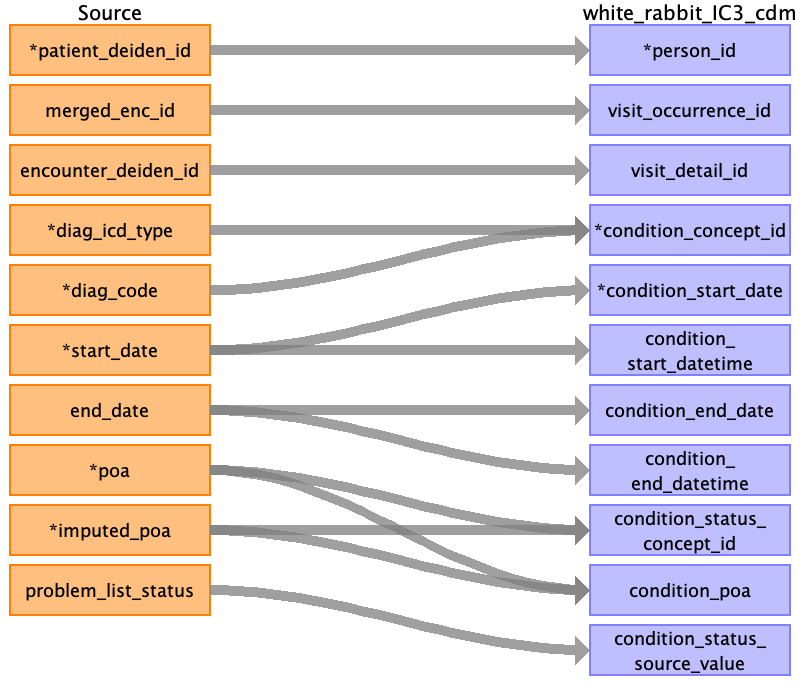 Source
white_rabbit_IC3_cdm
*patient_deiden_id
*person_id
merged_enc_id
visit_occurrence_id
encounter_deiden_id
visit_detail_id
*diag_icd_type
*condition_concept_id
*diag_code
*condition_start_date
*start_date
condition_
start_datetime
end_date
condition_end_date
*poa
condition_
end_datetime
*imputed_poa
condition_status_
concept_id
problem_list_status
condition_poa
condition_status_
source_value